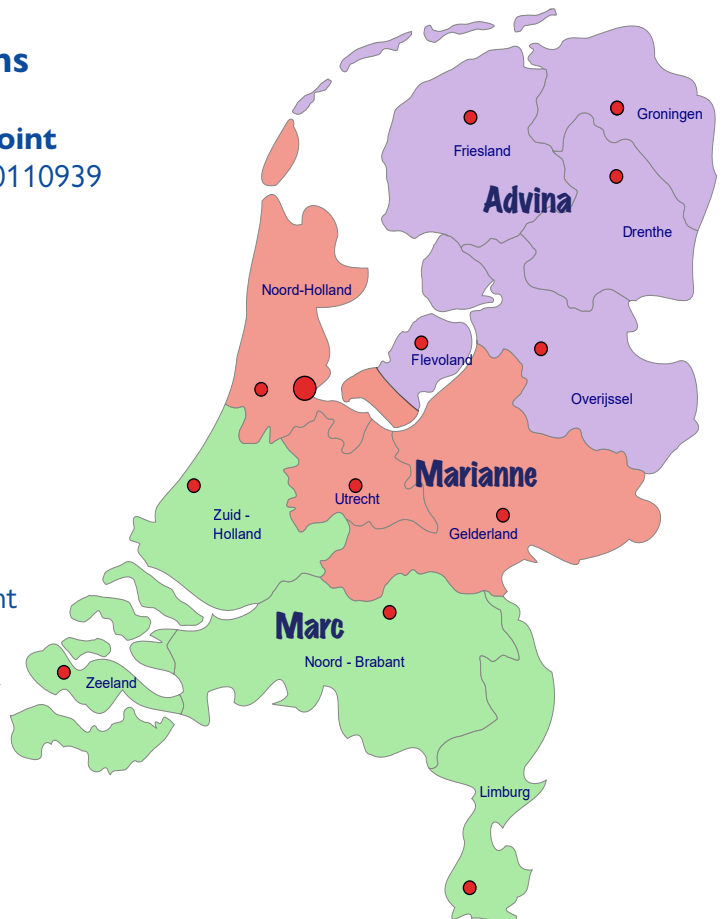 ns
oint
0110939
Groningen
Friesland
Advina
Drenthe
Noord-Holland
Flevoland
Overijssel
Marianne
Utrecht
Zuid -
Holland
Gelderland
nt
Marc
Noord - Brabant
Zeeland
Limburg